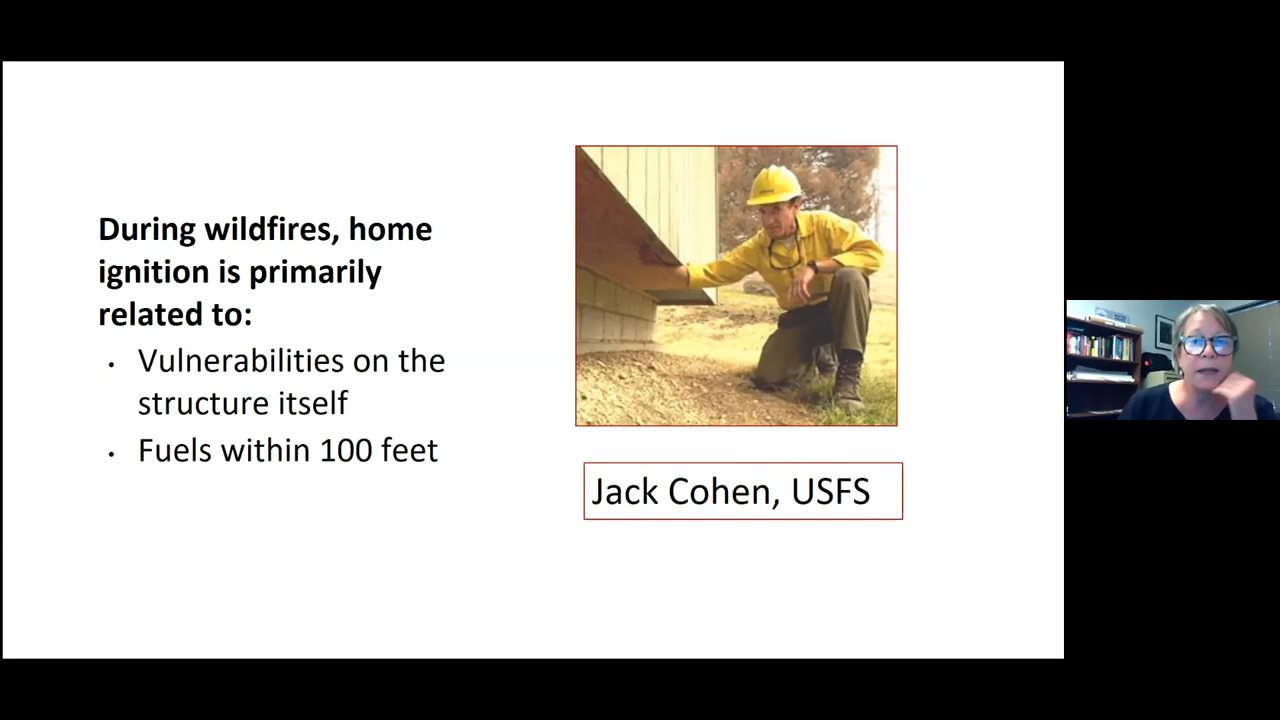 During wildfires, home
ignition is primarily
related to:
• Vulnerabilities on the
structure itself
• Fuels within 100 feet
Jack Cohen, USFS